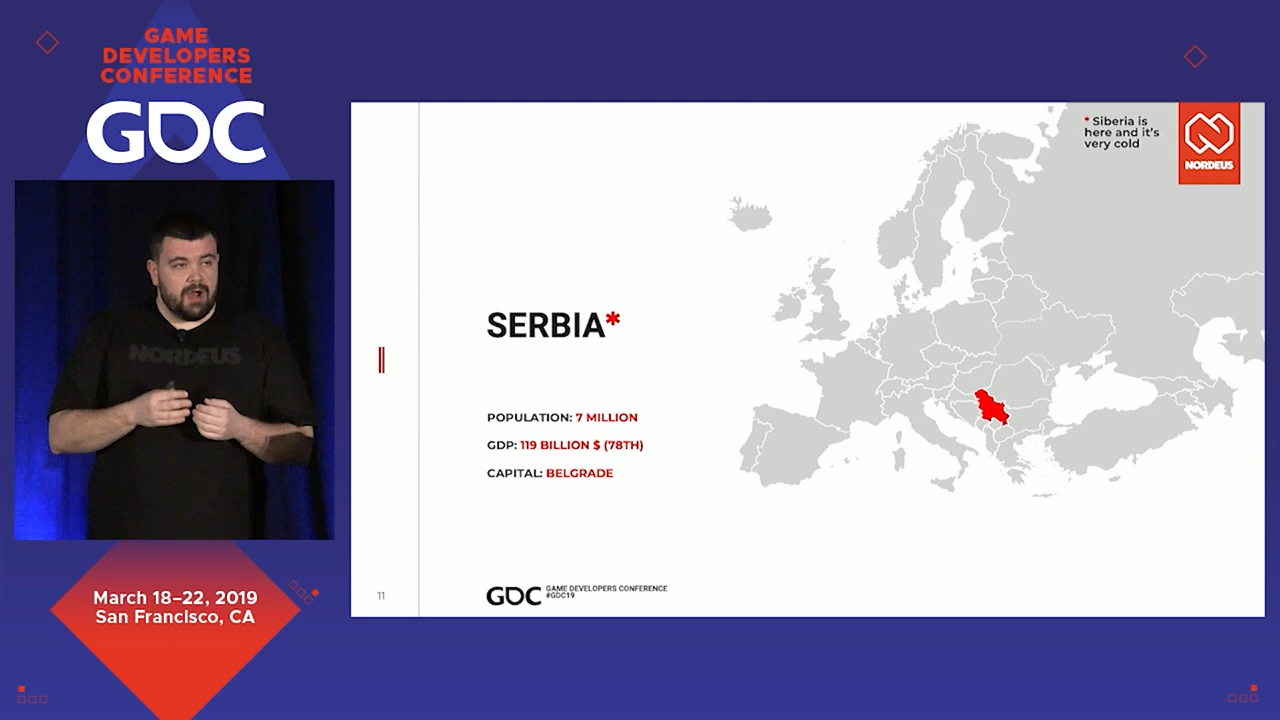 GAME
DEVELOPERS
CONFERENCE
GDC
NORDEUS
March 18–22, 2019
San Francisco, CA
* Siberia is
here and it's
very cold
NORDEUS
SERBIA*
POPULATION: 7 MILLION
GDP: 119 BILLION $ (78TH)
CAPITAL: BELGRADE
11
GDC
GAME DEVELOPERS CONFERENCE
#GDC19